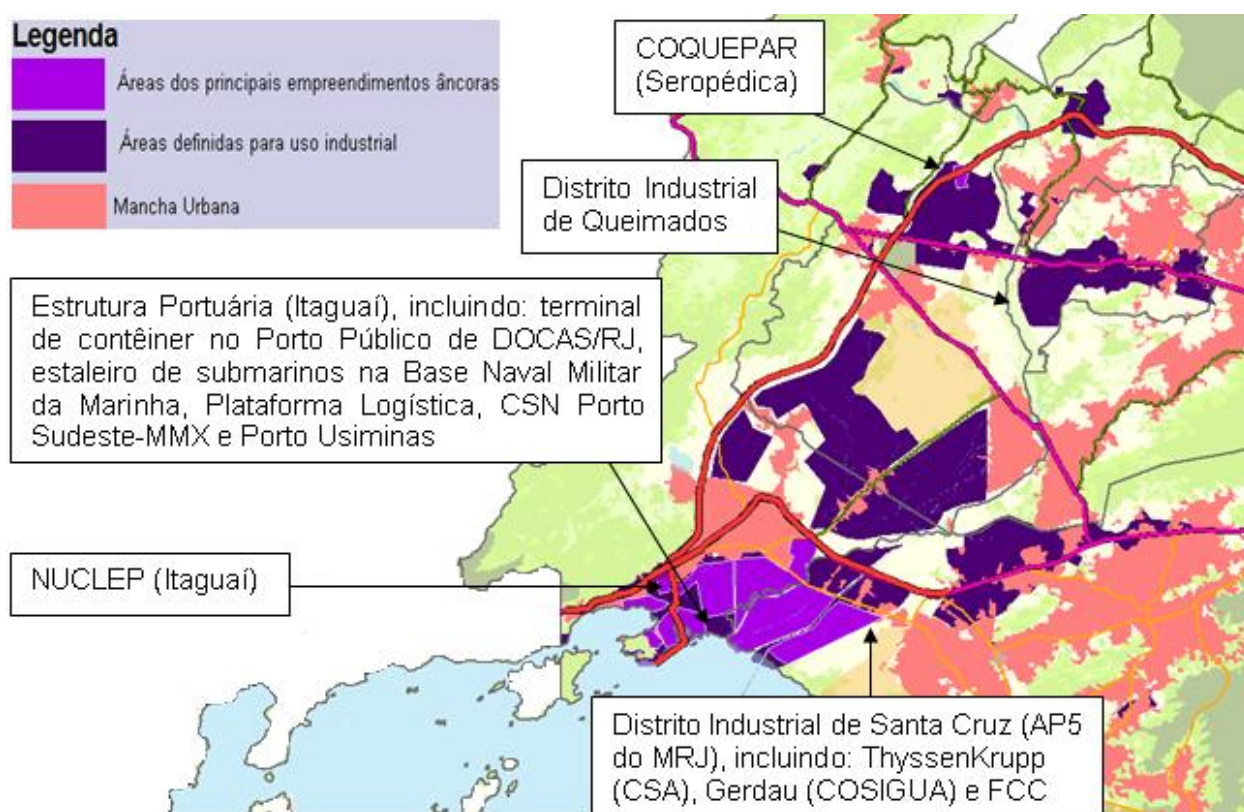 Legenda
Áreas dos principais empreendimentos âncoras
Áreas definidas para uso industrial
Mancha Urbana
COQUEPAR
(Seropédica)
Distrito Industrial
de Queimados
Estrutura Portuária (Itaguaí), incluindo: terminal
de contêiner no Porto Público de DOCAS/RJ,
estaleiro de submarinos na Base Naval Militar
da Marinha, Plataforma Logística, CSN Porto
Sudeste-MMX e Porto Usiminas
NUCLEP (Itaguaí)
Distrito Industrial de Santa Cruz (AP5
do MRJ), incluindo: ThyssenKrupp
(CSA), Gerdau (COSIGUA) e FCC